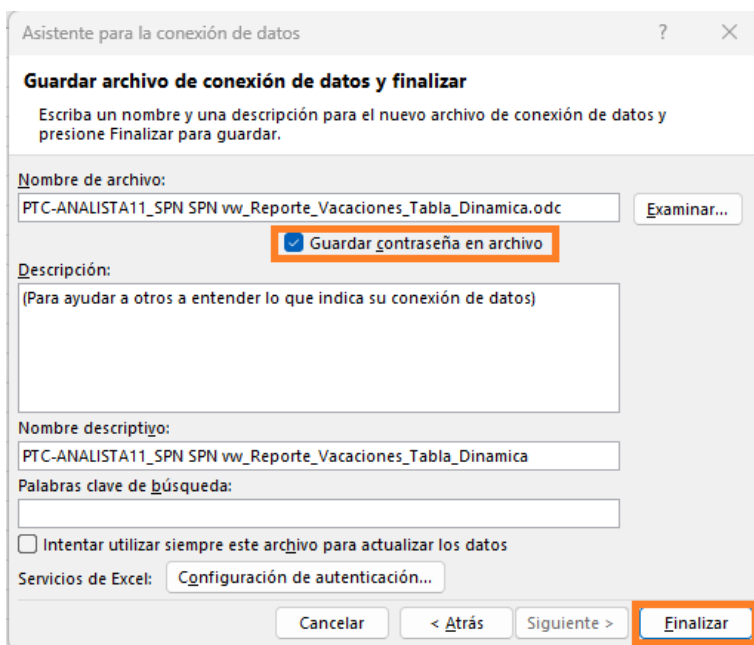 Asistente para la conexión de datos
Guardar archivo de conexión de datos y finalizar
Escriba un nombre y una descripción para el nuevo archivo de conexión de datos y
presione Finalizar para guardar.
Nombre de archivo:
PTC-ANALISTA11_SPN SPN vw_Reporte_Vacaciones_Tabla_Dinamica.odc
Examinar...
Guardar contraseña en archivo
Descripción:
(Para ayudar a otros a entender lo que indica su conexión de datos)
Nombre descriptivo:
PTC-ANALISTA11_SPN SPN vw_Reporte_Vacaciones_Tabla_Dinamica
Palabras clave de búsqueda:
Intentar utilizar siempre este archivo para actualizar los datos
Servicios de Excel: Configuración de autenticación...
Cancelar < Atrás Siguiente > Finalizar